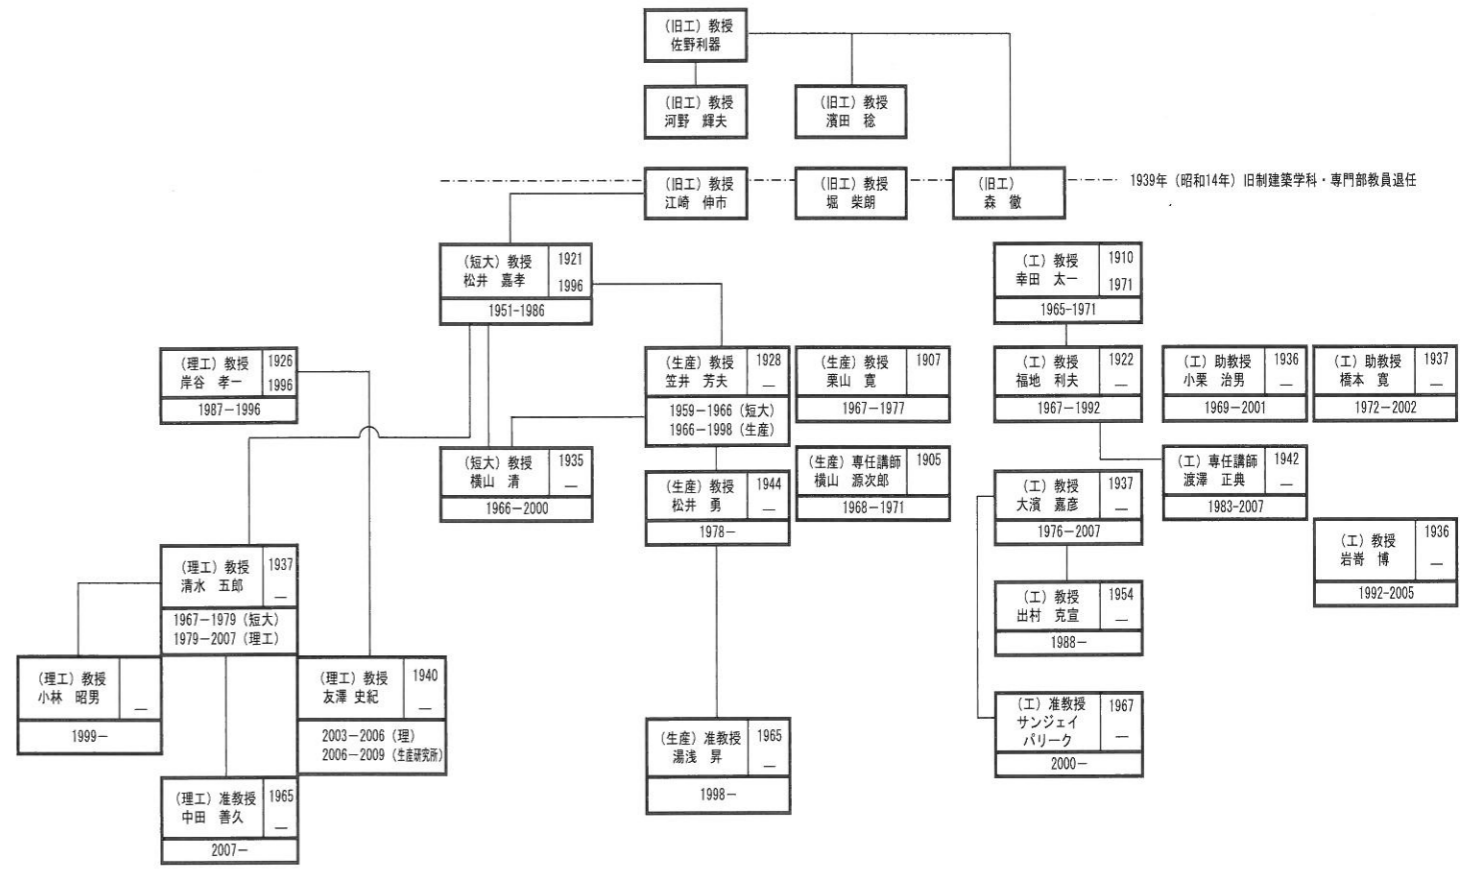 （旧工）教授
佐野利器
（旧工）教授
河野　輝夫
（旧工）教授
濱田　稔
（旧工）教授
江崎　伸市
（旧工）教授
堀　柴朗
（旧工）
森　徹
1939年（昭和14年）旧制建築学科・専門部教員退任
（短大）教授
松井　嘉孝
1921
1996
1951-1986
（工）教授
幸田　太一
1910
1971
1965-1971
（理工）教授
岸谷　孝一
1926
1996
1987－1996
（生産）教授
笠井　芳夫
1928
―
1959－1966（短大）
1966－1998（生産）
（生産）教授
栗山　寛
1907
1967-1977
（工）教授
福地　利夫
1922
―
1967-1992
（工）助教授
小栗　治男
1936
―
1969－2001
（工）助教授
橋本　寛
1937
―
1972－2002
（短大）教授
横山　清
1935
―
1966－2000
（生産）教授
松井　勇
1944
―
1978－
（生産）専任講師
横山　源次郎
1905
1968－1971
（工）教授
大濱　嘉彦
1937
―
1976－2007
（工）専任講師
渡澤　正典
1942
―
1983-2007
（工）教授
岩嵜　博
1936
―
1992-2005
（理工）教授
清水　五郎
1937
―
1967－1979（短大）
1979－2007（理工）
（工）教授
出村　克宣
1954
―
1988－
（理工）教授
小林　昭男
―
1999－
（理工）教授
友澤 史紀
1940
―
2003－2006（理）
2006－2009（生産研究所）
（生産）准教授
湯浅　昇
1965
―
1998－
（工）准教授
サンジェイ
パリーク
1967
―
2000－
（理工）准教授
中田　善久
1965
―
2007－